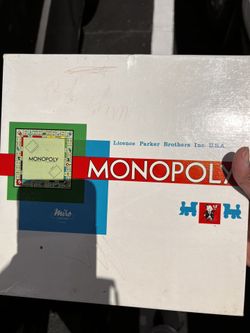 Licence Parker Brothers Inc. U.S.A.
MONOPOLY
MONOPOLY
Miro